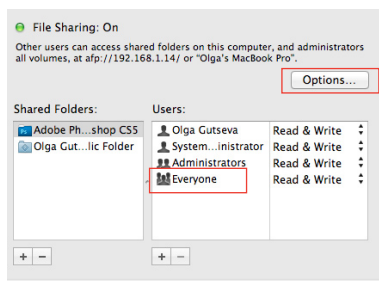 File Sharing: On
Other users can access shared folders on this computer, and administrators
all volumes, at afp://192.168.1.14/ or "Olga's MacBook Pro".
Options...
Shared Folders: Users:
Adobe Ph...shop CS5 Olga Gutseva Read & Write
Olga Gut...lic Folder System...inistrator Read & Write
Administrators Read & Write
Everyone Read & Write
+ − + −